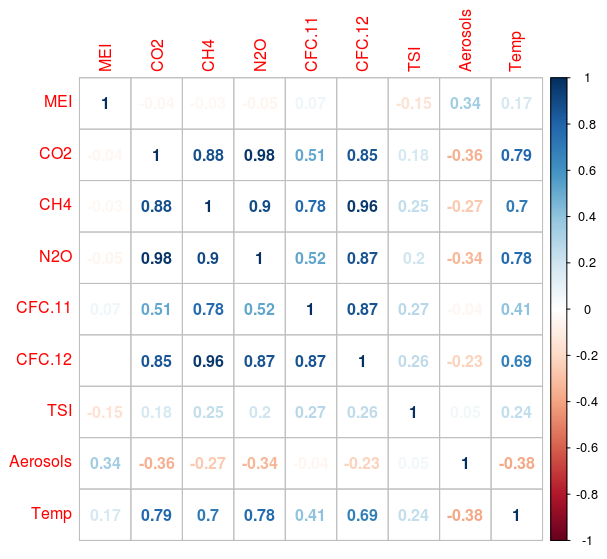 MEI CO2 CH4 N2O CFC.11 CFC.12 TSI Aerosols Temp
MEI 1 -0.04 -0.03 -0.05 0.07 -0.15 0.34 0.17
CO2 -0.04 1 0.88 0.98 0.51 0.85 0.18 -0.36 0.79
CH4 -0.03 0.88 1 0.9 0.78 0.96 0.25 -0.27 0.7
N2O -0.05 0.98 0.9 1 0.52 0.87 0.2 -0.34 0.78
CFC.11 0.07 0.51 0.78 0.52 1 0.87 0.27 -0.04 0.41
CFC.12 0.85 0.96 0.87 0.87 1 0.26 -0.23 0.69
TSI -0.15 0.18 0.25 0.2 0.27 0.26 1 0.05 0.24
Aerosols 0.34 -0.36 -0.27 -0.34 -0.04 -0.23 0.05 1 -0.38
Temp 0.17 0.79 0.7 0.78 0.41 0.69 0.24 -0.38 1
1
0.8
0.6
0.4
0.2
0
-0.2
-0.4
-0.6
-0.8
-1